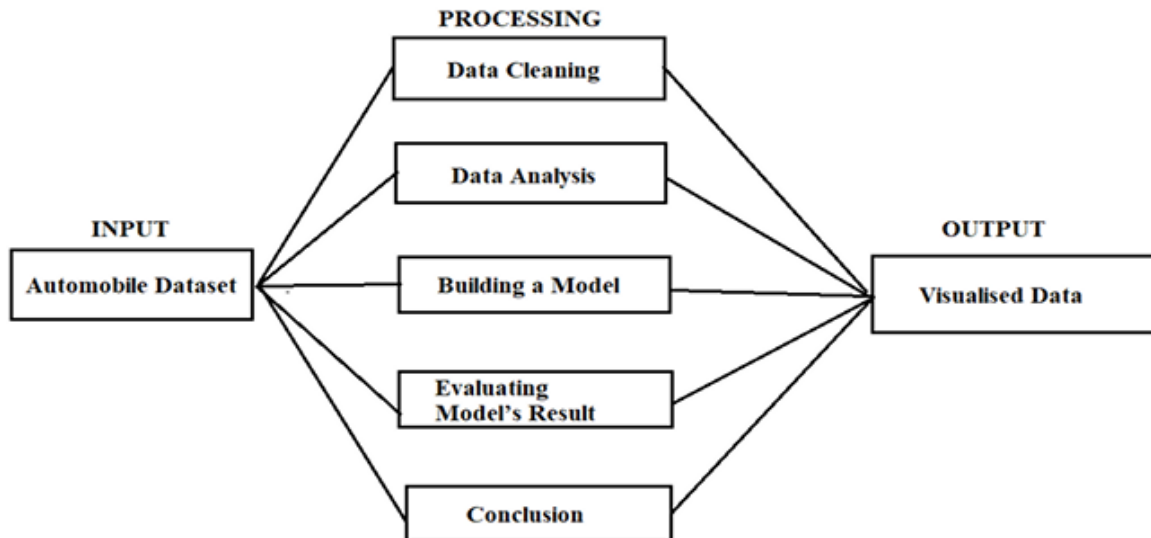 PROCESSING
Data Cleaning
Data Analysis
INPUT
Automobile Dataset
Building a Model
OUTPUT
Visualised Data
Evaluating
Model's Result
Conclusion